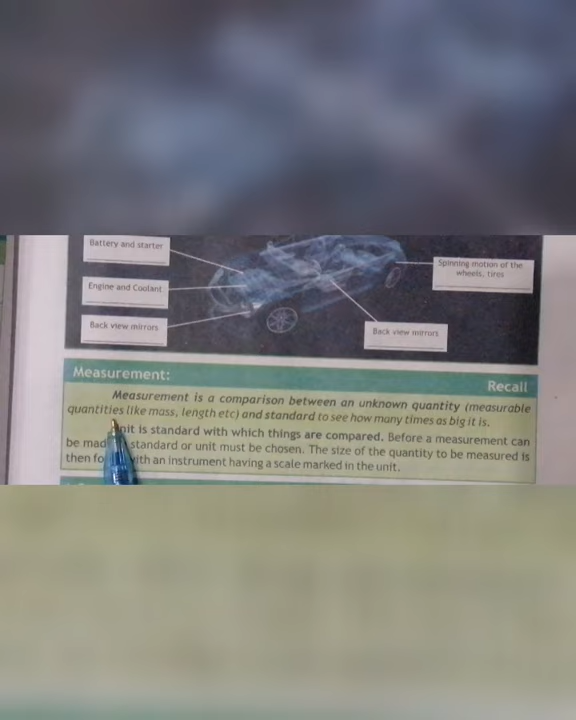 Battery and starter
Spinning motion of the
wheels, tires
Engine and Coolant
Back view mirrors
Back view mirrors
Measurement:
Recall
Measurement is a comparison between an unknown quantity (measurable
quantities like mass, length etc) and standard to see how many times as big it is.
nit is standard with which things are compared. Before a measurement can
be mad standard or unit must be chosen. The size of the quantity to be measured is
then fo ith an instrument having a scale marked in the unit.